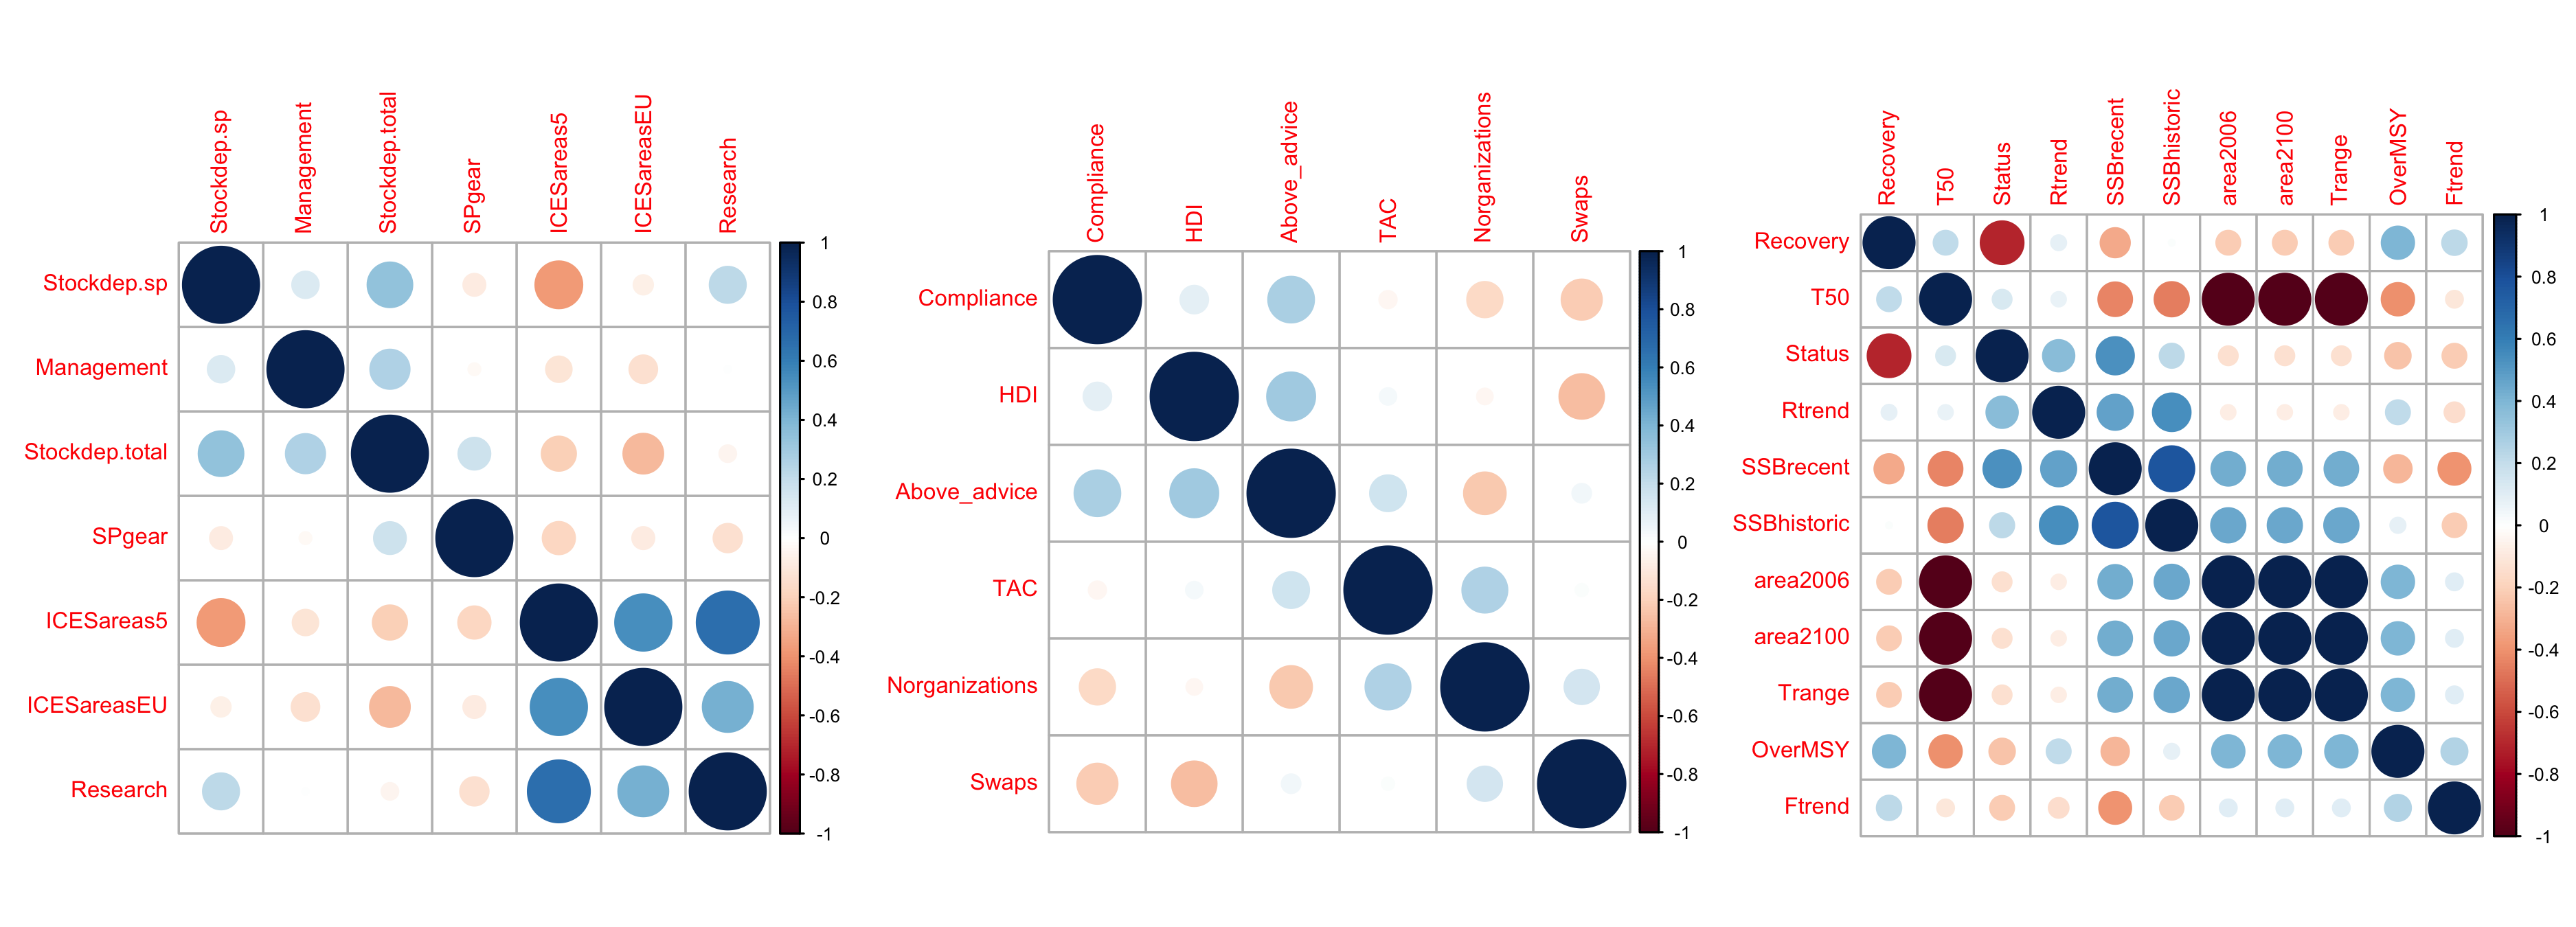 Stockdep.sp
Management
Stockdep.total
SPgear
ICESareas5
ICESareasEU
Research
Stockdep.sp
Management
Stockdep.total
SPgear
ICESareas5
ICESareasEU
Research
1
0.8
0.6
0.4
0.2
0
-0.2
-0.4
-0.6
-0.8
-1
Compliance
HDI
Above_advice
TAC
Norganizations
Swaps
Compliance
HDI
Above_advice
TAC
Norganizations
Swaps
1
0.8
0.6
0.4
0.2
0
-0.2
-0.4
-0.6
-0.8
-1
Recovery
T50
Status
Rtrend
SSBrecent
SSBhistoric
area2006
area2100
Trange
OverMSY
Ftrend
Recovery
T50
Status
Rtrend
SSBrecent
SSBhistoric
area2006
area2100
Trange
OverMSY
Ftrend
1
0.8
0.6
0.4
0.2
0
-0.2
-0.4
-0.6
-0.8
-1